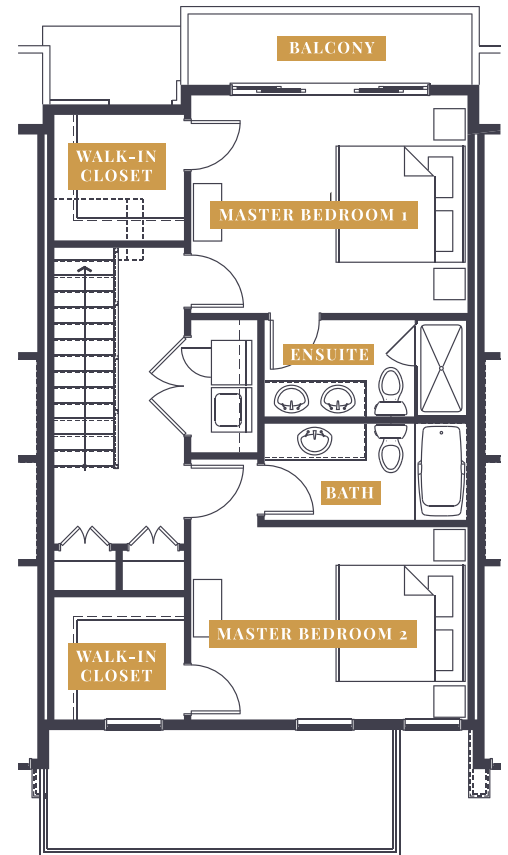 BALCONY
WALK-IN
CLOSET
MASTER BEDROOM 1
ENSUITE
BATH
MASTER BEDROOM 2
WALK-IN
CLOSET